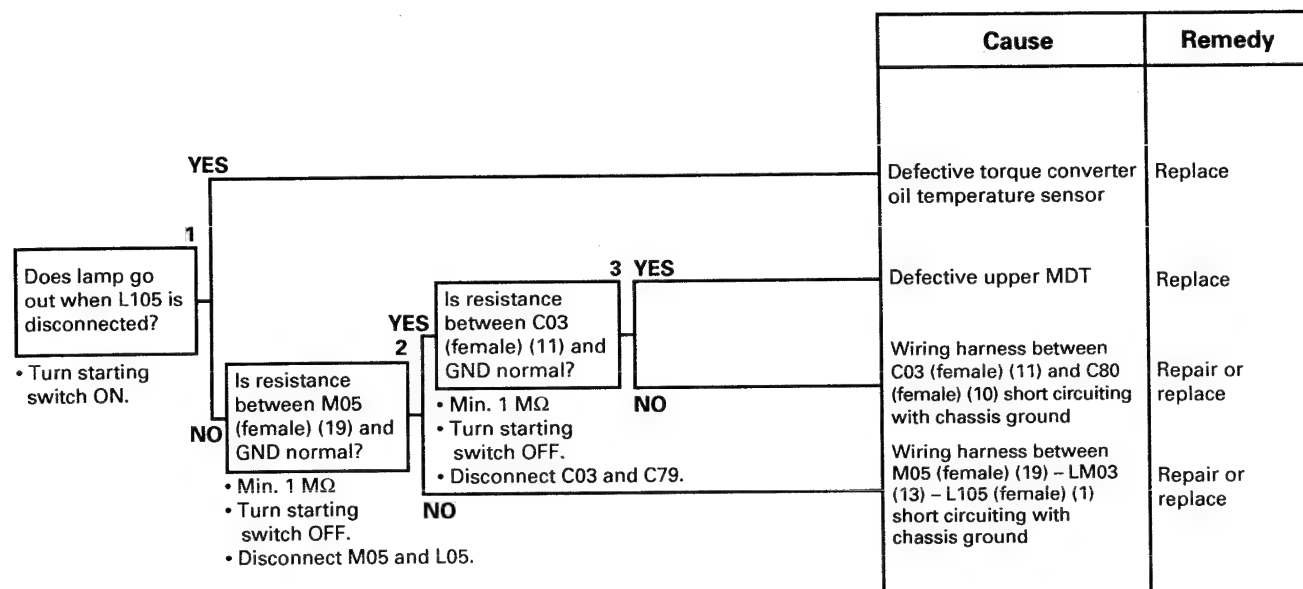 Cause
Remedy
YES
Defective torque converter
oil temperature sensor
Replace
1
Does lamp go
out when L105 is
disconnected?
• Turn starting
switch ON.
3 YES
Defective upper MDT
Replace
Is resistance
between C03
(female) (11) and
GND normal?
YES
2
Is resistance
between M05
(female) (19) and
GND normal?
NO
• Min. 1 MΩ
• Turn starting
switch OFF.
• Disconnect C03 and C79.
NO
Wiring harness between
C03 (female) (11) and C80
(female) (10) short circuiting
with chassis ground
Repair or
replace
• Min. 1 MΩ
• Turn starting
switch OFF.
• Disconnect M05 and L05.
NO
Wiring harness between
M05 (female) (19) – LM03
(13) – L105 (female) (1)
short circuiting with
chassis ground
Repair or
replace